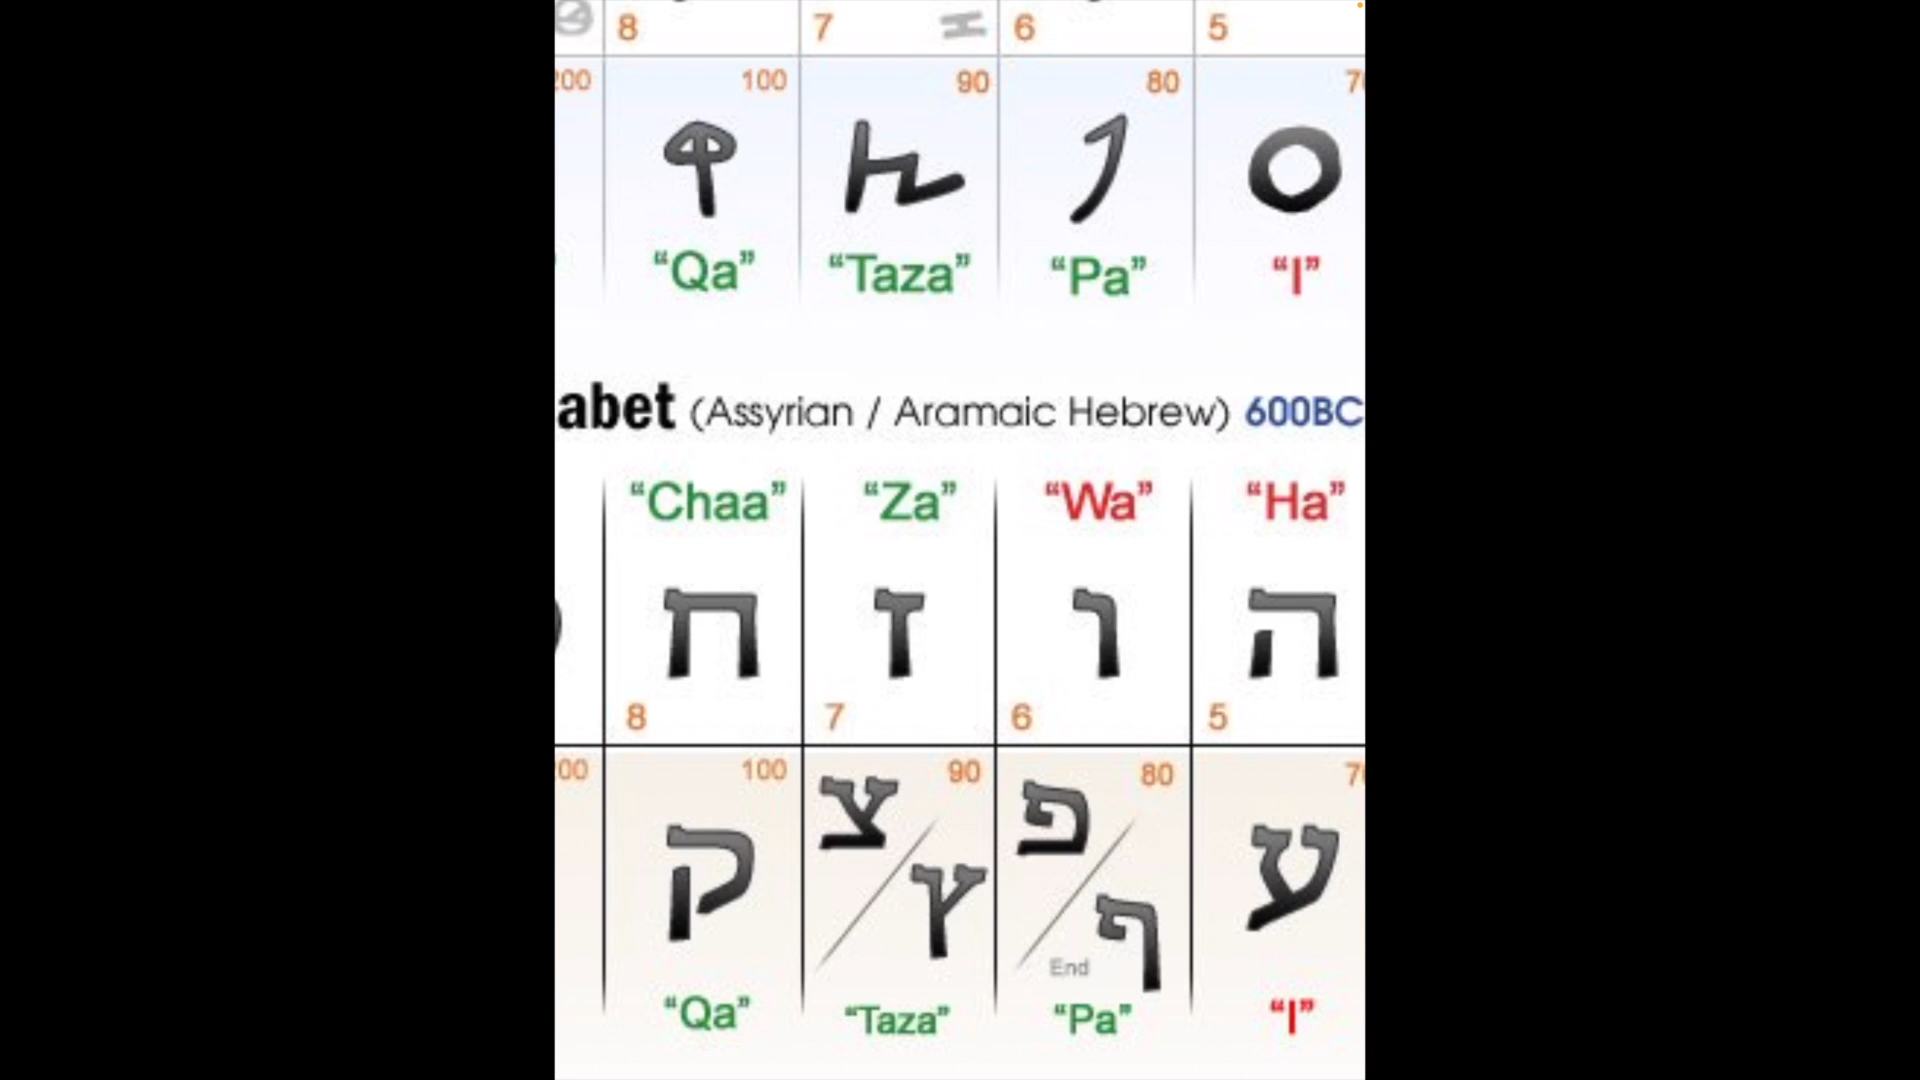 8 7 6 5
100 90 80
𐤒 𐤑 𐤐 𐤏
“Qa” “Taza” “Pa” “I”
abet (Assyrian / Aramaic Hebrew) 600BC
“Chaa” “Za” “Wa” “Ha”
ח ז ו ה
8 7 6 5
100 90 80
ק צ / ץ פ / ף ע
End
“Qa” “Taza” “Pa” “I”